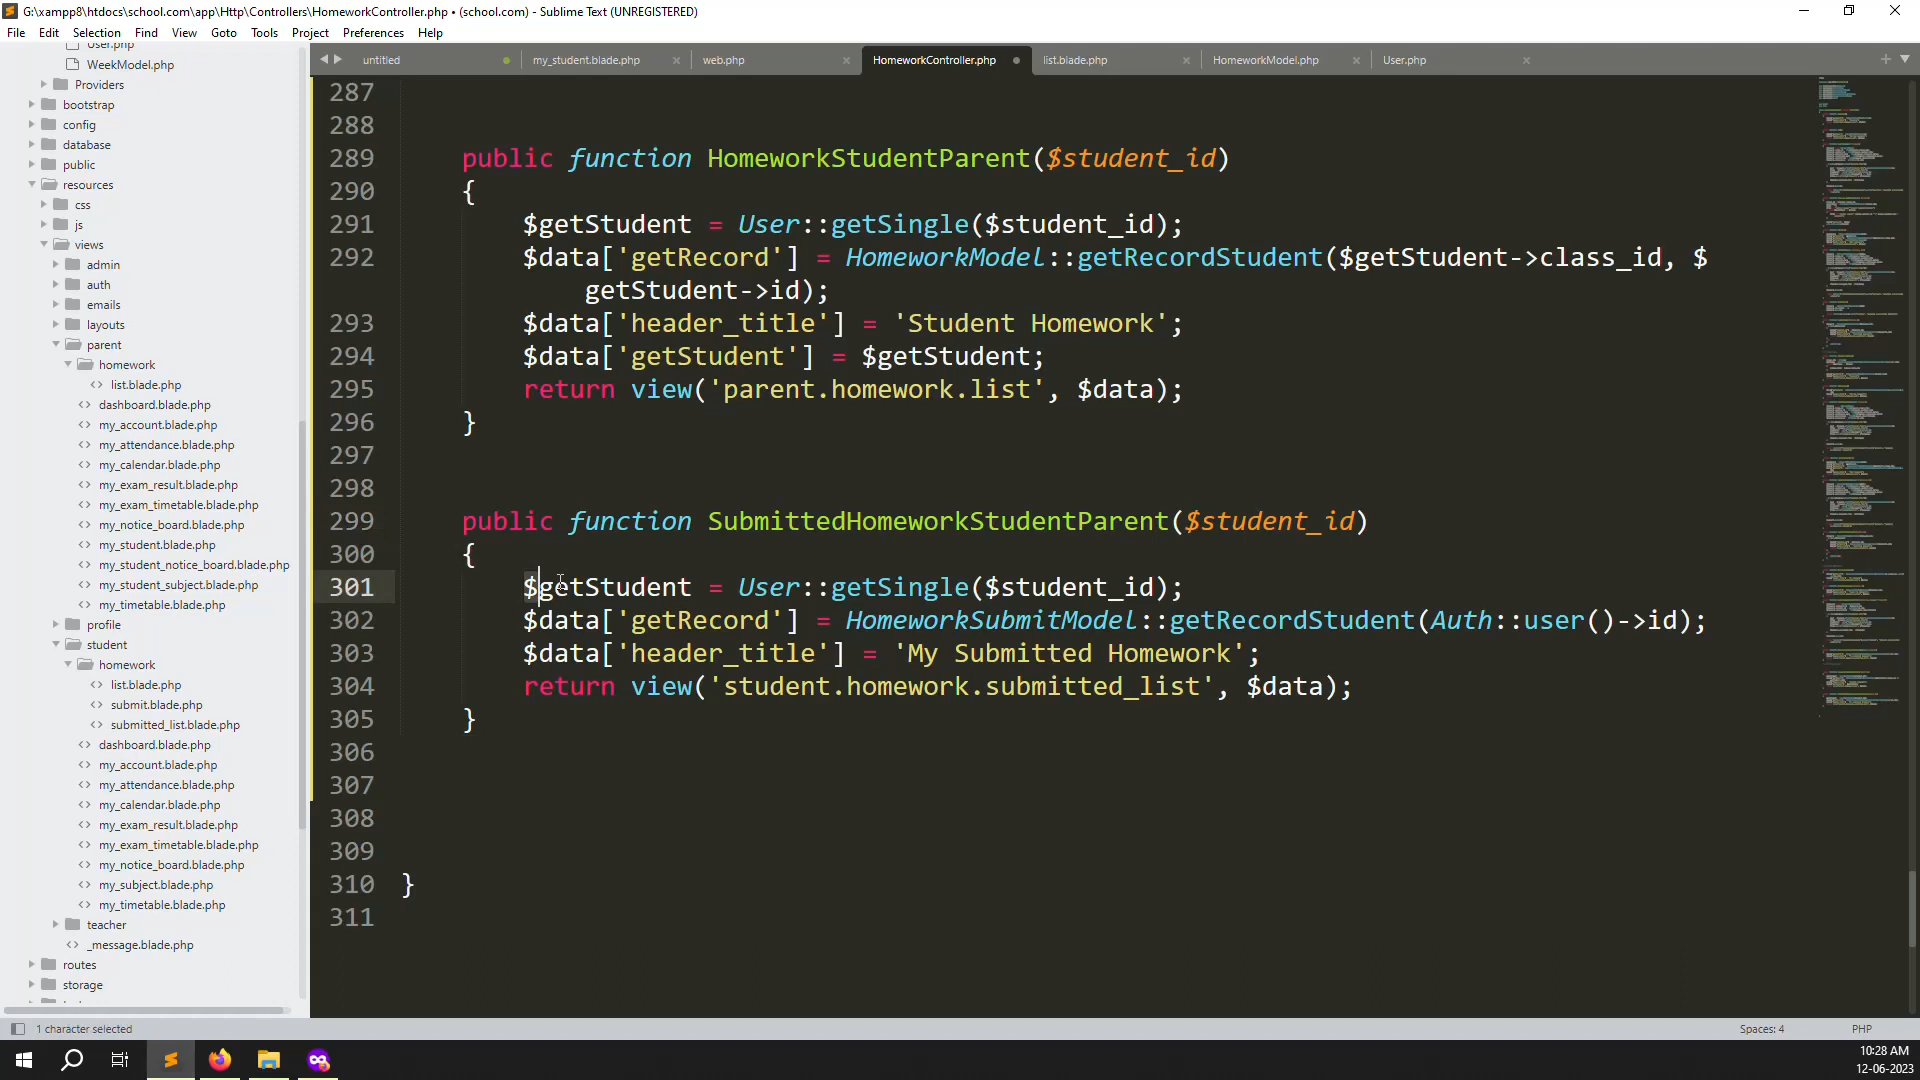 G:\xampp8\htdocs\school.com\app\Http\Controllers\HomeworkController.php • (school.com) - Sublime Text (UNREGISTERED)
File Edit Selection Find View Goto Tools Project Preferences Help
untitled my_student.blade.php web.php HomeworkController.php list.blade.php HomeworkModel.php User.php
User.php
WeekModel.php
Providers
bootstrap
config
database
public
resources
css
js
views
admin
auth
emails
layouts
parent
homework
list.blade.php
dashboard.blade.php
my_account.blade.php
my_attendance.blade.php
my_calendar.blade.php
my_exam_result.blade.php
my_exam_timetable.blade.php
my_notice_board.blade.php
my_student.blade.php
my_student_notice_board.blade.php
my_student_subject.blade.php
my_timetable.blade.php
profile
student
homework
list.blade.php
submit.blade.php
submitted_list.blade.php
dashboard.blade.php
my_account.blade.php
my_attendance.blade.php
my_calendar.blade.php
my_exam_result.blade.php
my_exam_timetable.blade.php
my_notice_board.blade.php
my_subject.blade.php
my_timetable.blade.php
teacher
_message.blade.php
routes
storage
287
288
289 public function HomeworkStudentParent($student_id)
290 {
291 $getStudent = User::getSingle($student_id);
292 $data['getRecord'] = HomeworkModel::getRecordStudent($getStudent->class_id, $
getStudent->id);
293 $data['header_title'] = 'Student Homework';
294 $data['getStudent'] = $getStudent;
295 return view('parent.homework.list', $data);
296 }
297
298
299 public function SubmittedHomeworkStudentParent($student_id)
300 {
301 $getStudent = User::getSingle($student_id);
302 $data['getRecord'] = HomeworkSubmitModel::getRecordStudent(Auth::user()->id);
303 $data['header_title'] = 'My Submitted Homework';
304 return view('student.homework.submitted_list', $data);
305 }
306
307
308
309
310 }
311
1 character selected Spaces: 4 PHP
10:28 AM
12-06-2023